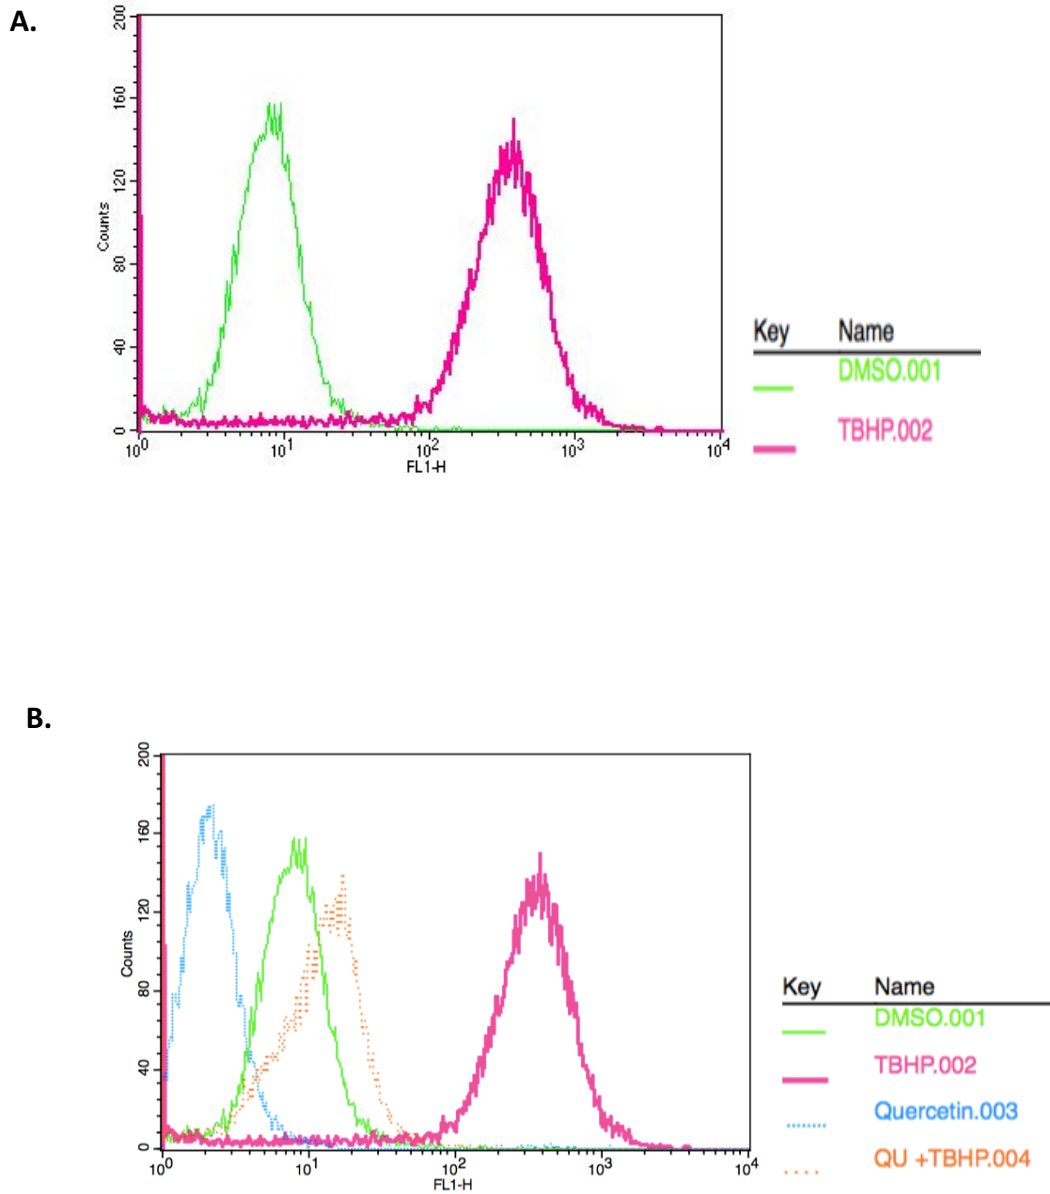 A.
200
160
120
80
40
0
Counts
10⁰ 10¹ 10² 10³ 10⁴
FL1-H
Key Name
DMSO.001
TBHP.002
B.
200
160
120
80
40
0
Counts
10⁰ 10¹ 10² 10³ 10⁴
FL1-H
Key Name
DMSO.001
TBHP.002
Quercetin.003
QU +TBHP.004